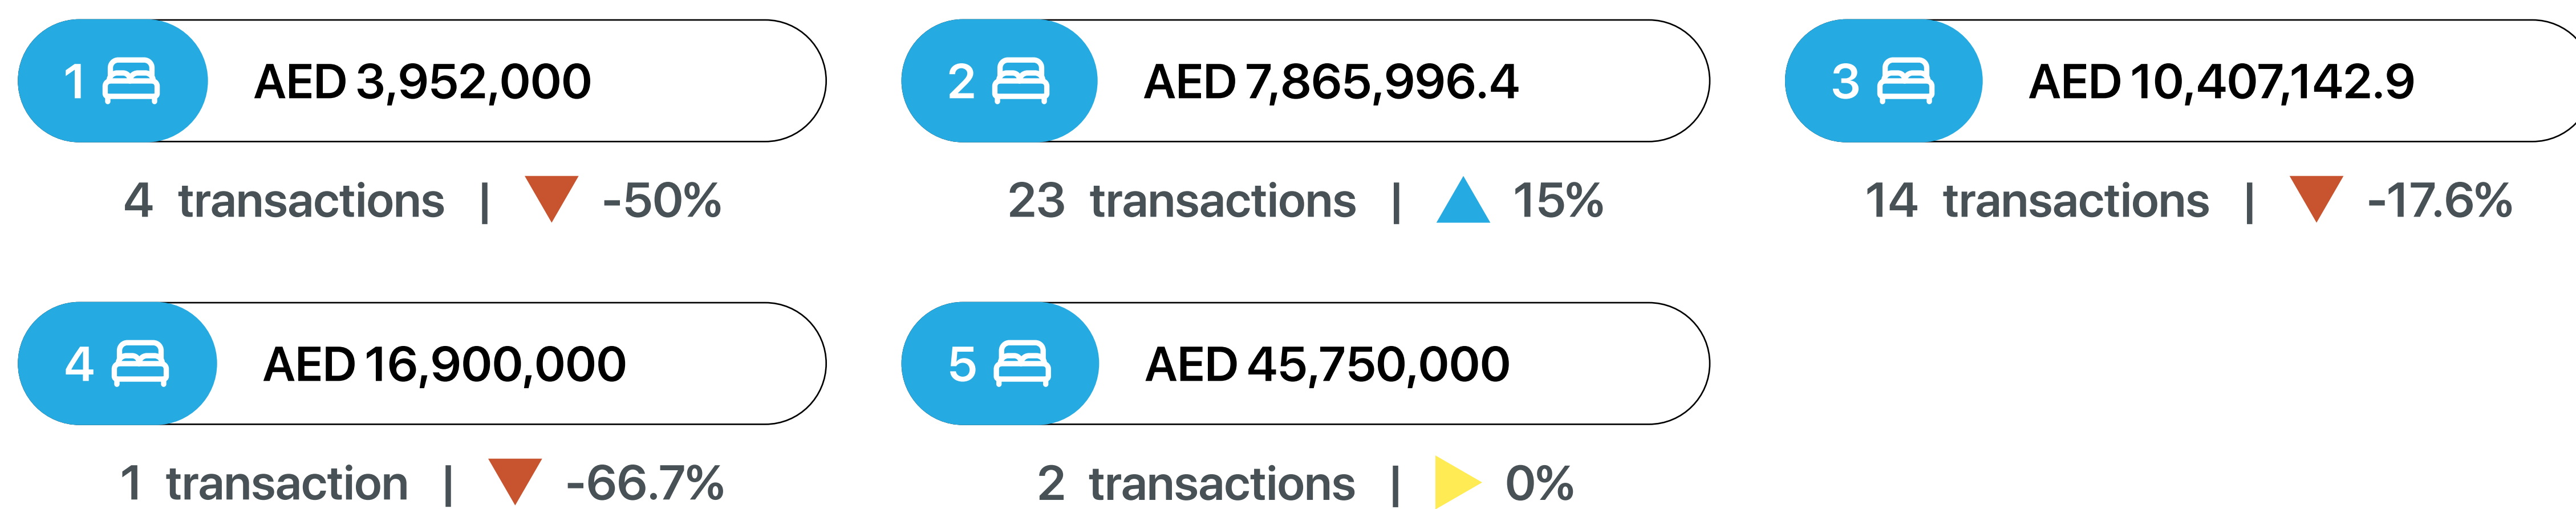 1 AED 3,952,000
4 transactions | -50%
2 AED 7,865,996.4
23 transactions | 15%
3 AED 10,407,142.9
14 transactions | -17.6%
4 AED 16,900,000
1 transaction | -66.7%
5 AED 45,750,000
2 transactions | 0%